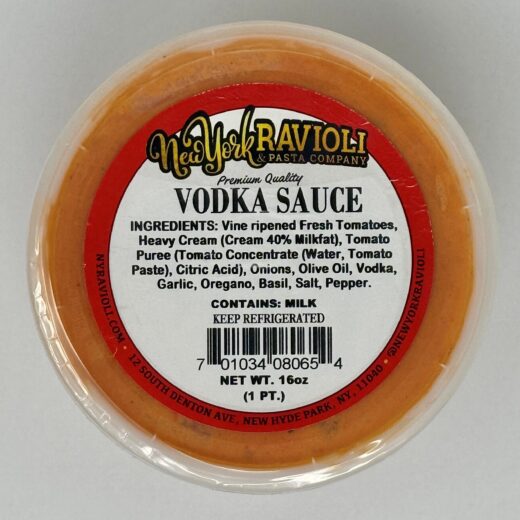 New York RAVIOLI
& PASTA COMPANY
Premium Quality
VODKA SAUCE
INGREDIENTS: Vine ripened Fresh Tomatoes,
Heavy Cream (Cream 40% Milkfat), Tomato
Puree (Tomato Concentrate (Water, Tomato
Paste), Citric Acid), Onions, Olive Oil, Vodka,
Garlic, Oregano, Basil, Salt, Pepper.
CONTAINS: MILK
KEEP REFRIGERATED
7 01034 08065 4
NET WT. 16oz
(1 PT.)
NYRAVIOLI.COM • 12 SOUTH DENTON AVE, NEW HYDE PARK, NY, 11040 • @NEWYORKRAVIOLI